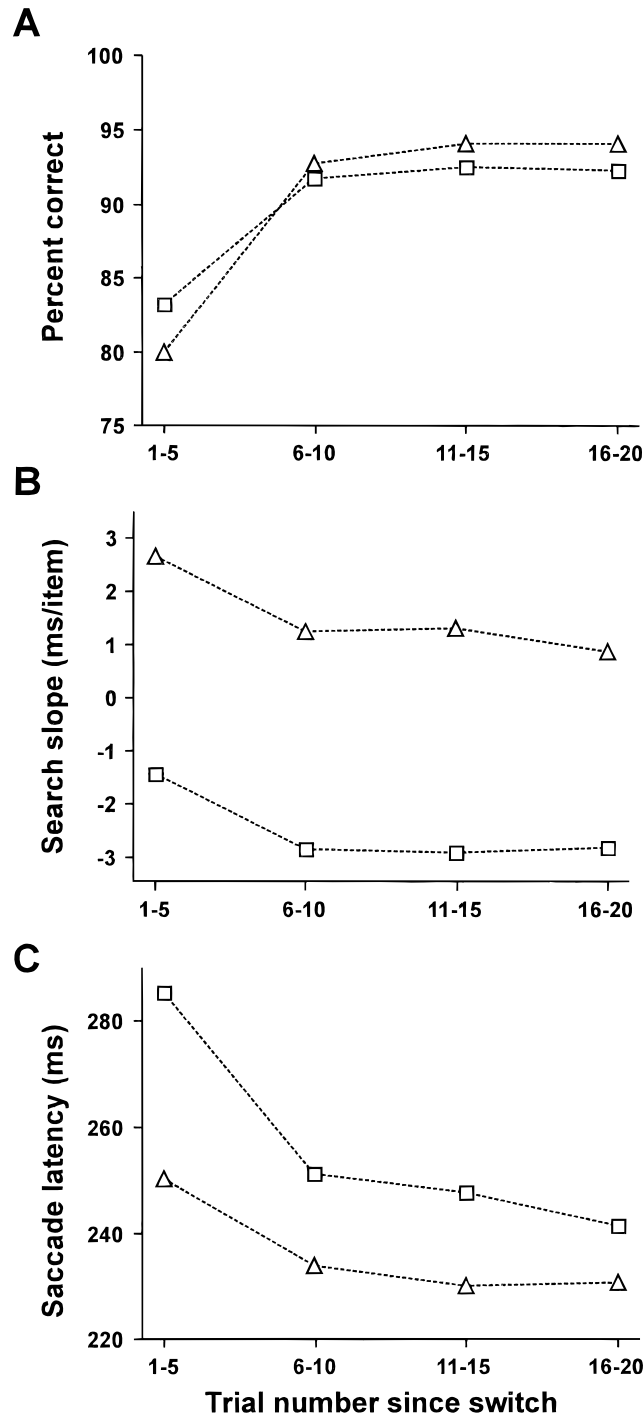 A
100
95
90
85
80
75
Percent correct
1-5 6-10 11-15 16-20
B
3
2
1
0
-1
-2
-3
Search slope (ms/item)
1-5 6-10 11-15 16-20
C
280
260
240
220
Saccade latency (ms)
1-5 6-10 11-15 16-20
Trial number since switch